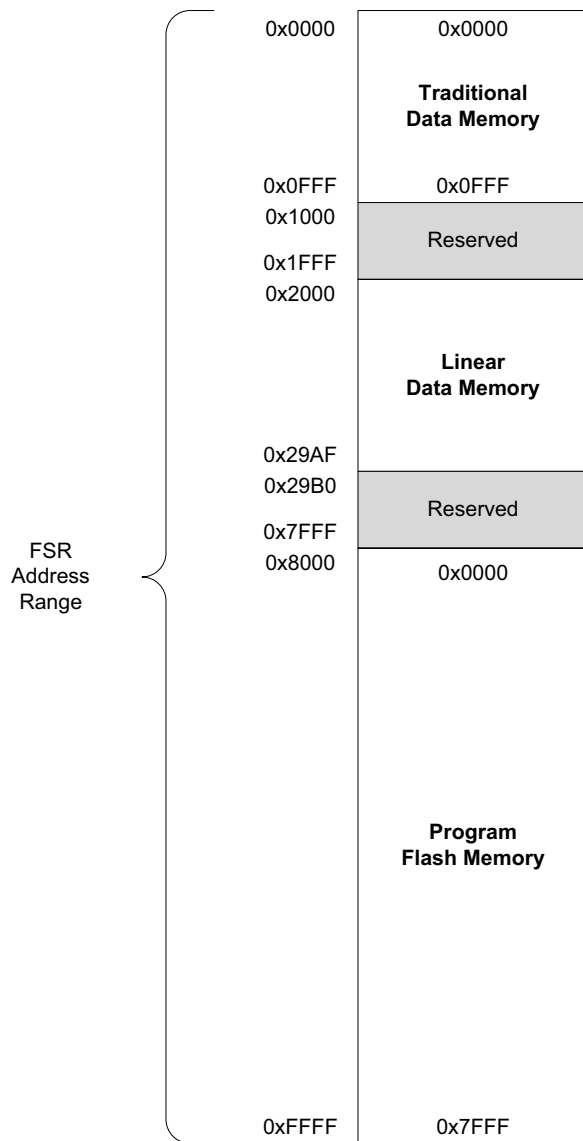 0x0000 0x0000
Traditional
Data Memory
0x0FFF 0x0FFF
0x1000
Reserved
0x1FFF
0x2000
Linear
Data Memory
0x29AF
0x29B0
Reserved
0x7FFF
0x8000
0x0000
FSR
Address
Range
Program
Flash Memory
0xFFFF 0x7FFF